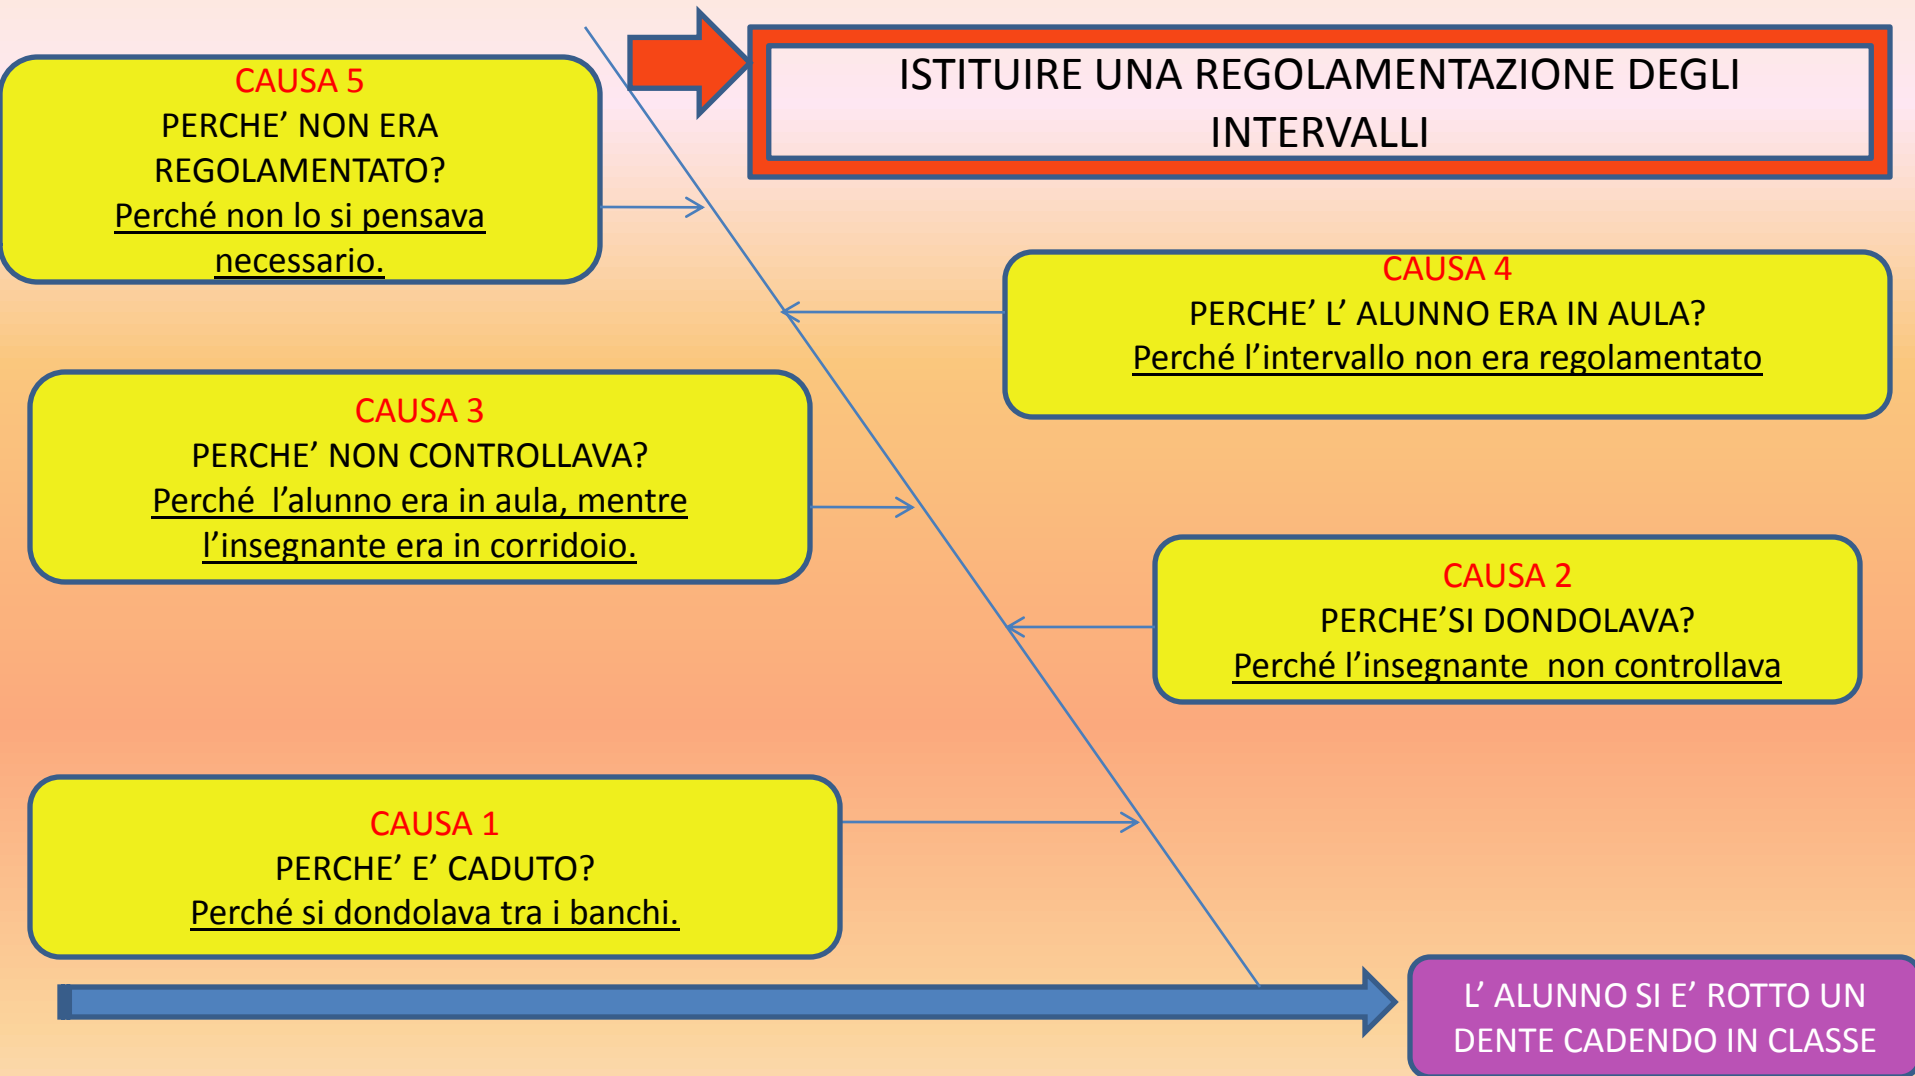 ISTITUIRE UNA REGOLAMENTAZIONE DEGLI
INTERVALLI
CAUSA 5
PERCHE’ NON ERA
REGOLAMENTATO?
Perché non lo si pensava
necessario.
CAUSA 4
PERCHE’ L’ ALUNNO ERA IN AULA?
Perché l’intervallo non era regolamentato
CAUSA 3
PERCHE’ NON CONTROLLAVA?
Perché  l’alunno era in aula, mentre
l’insegnante era in corridoio.
CAUSA 2
PERCHE’SI DONDOLAVA?
Perché l’insegnante  non controllava
CAUSA 1
PERCHE’ E’ CADUTO?
Perché si dondolava tra i banchi.
L’ ALUNNO SI E’ ROTTO UN
DENTE CADENDO IN CLASSE